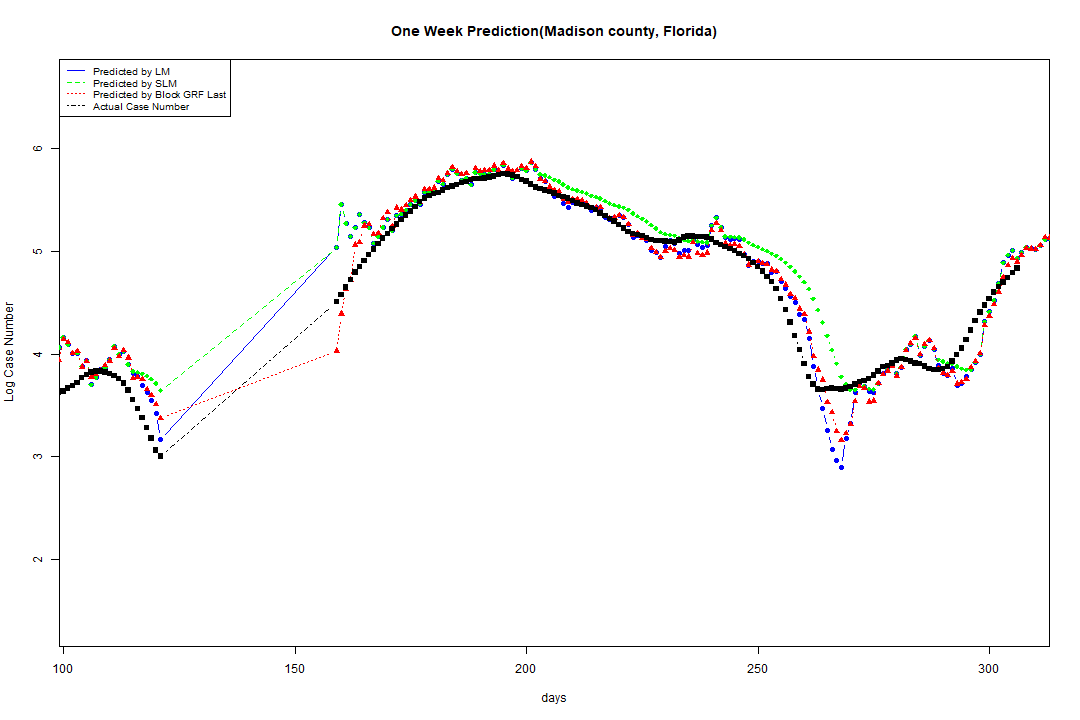 One Week Prediction(Madison county, Florida)
Predicted by LM
Predicted by SLM
Predicted by Block GRF Last
Actual Case Number
6
5
4
3
2
Log Case Number
100 150 200 250 300
days